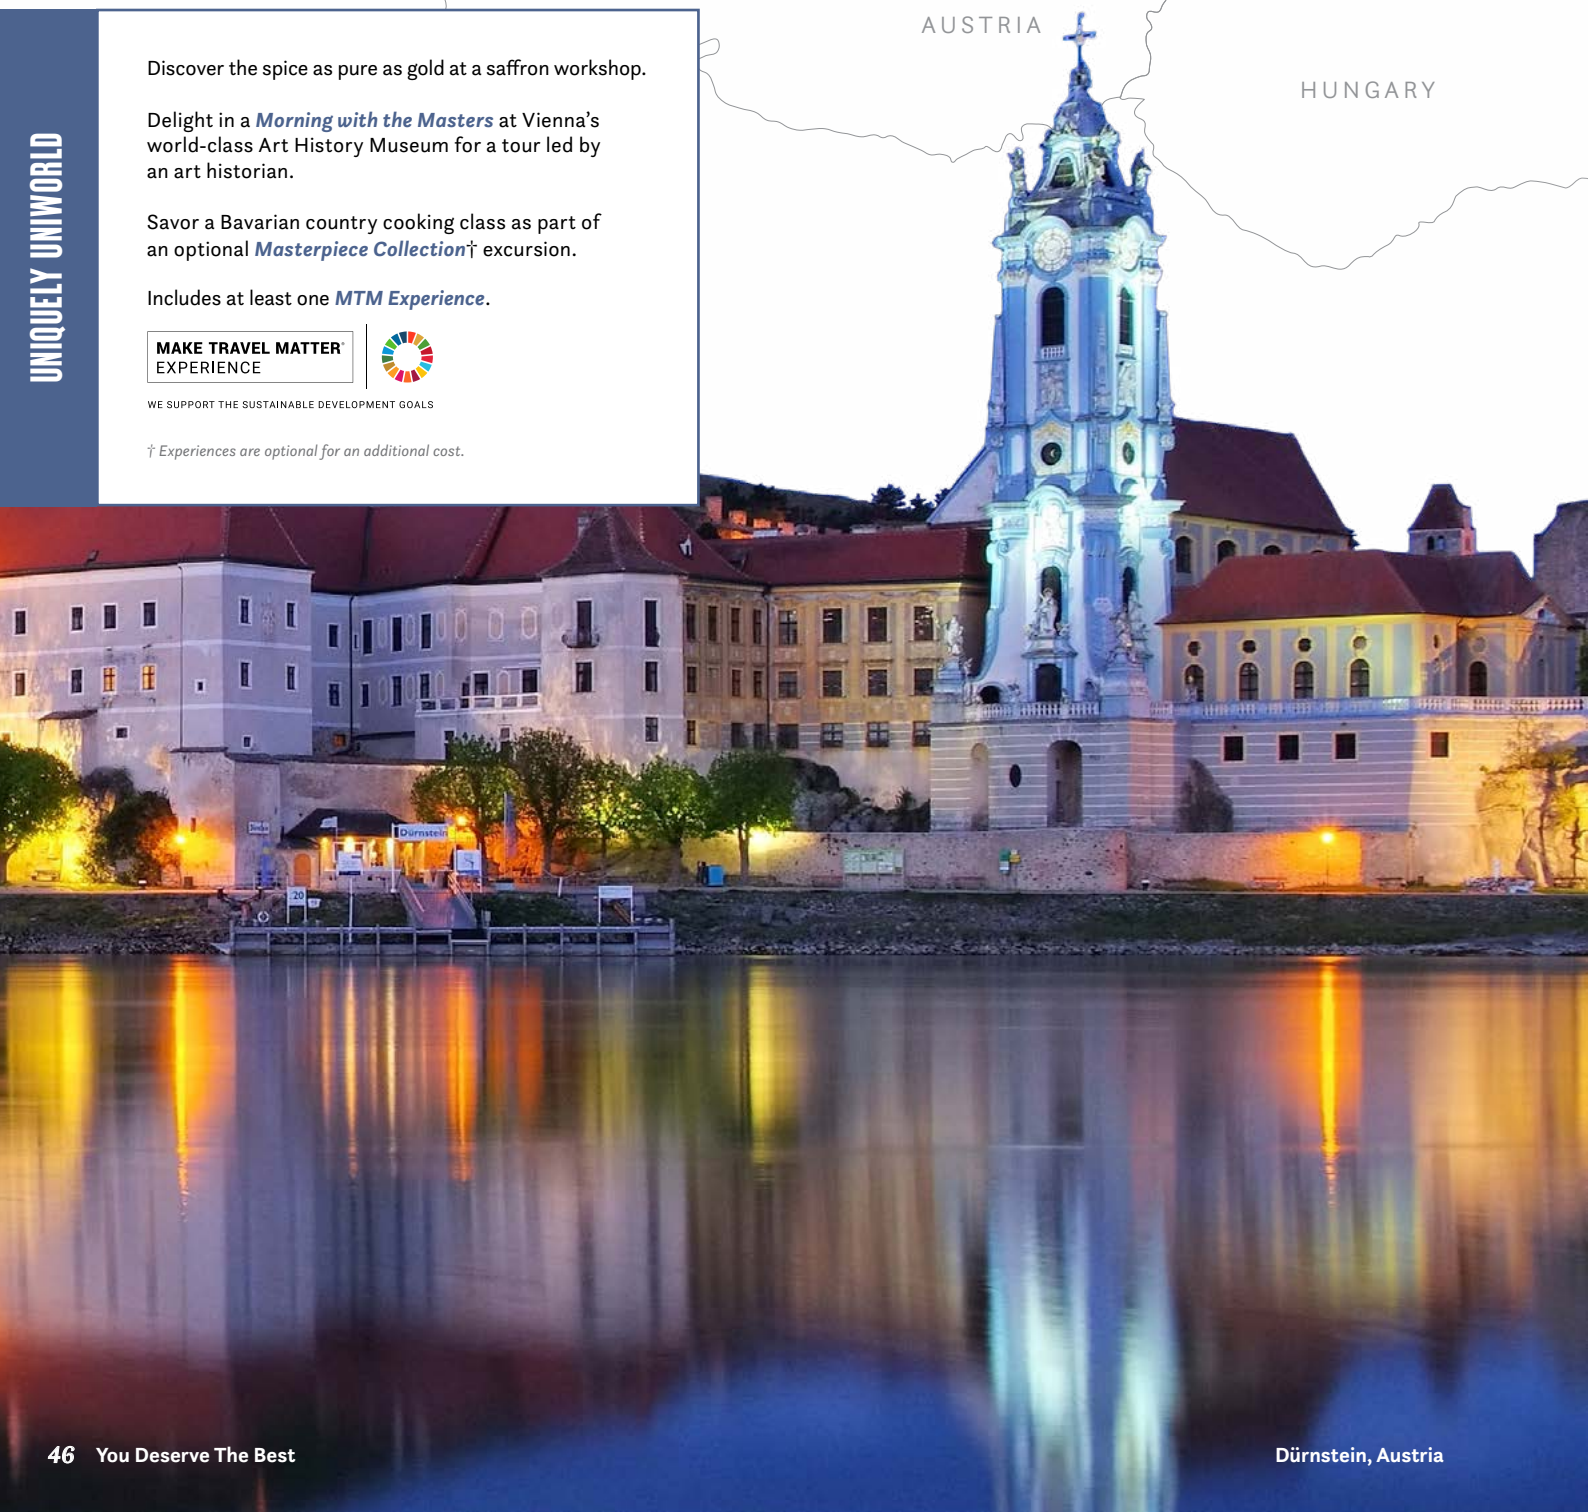 AUSTRIA
HUNGARY
UNIQUELY UNIWORLD
Discover the spice as pure as gold at a saffron workshop.
Delight in a Morning with the Masters at Vienna’s
world-class Art History Museum for a tour led by
an art historian.
Savor a Bavarian country cooking class as part of
an optional Masterpiece Collection† excursion.
Includes at least one MTM Experience.
MAKE TRAVEL MATTER®
EXPERIENCE
WE SUPPORT THE SUSTAINABLE DEVELOPMENT GOALS
† Experiences are optional for an additional cost.
Dürnstein
20
46 You Deserve The Best
Dürnstein, Austria